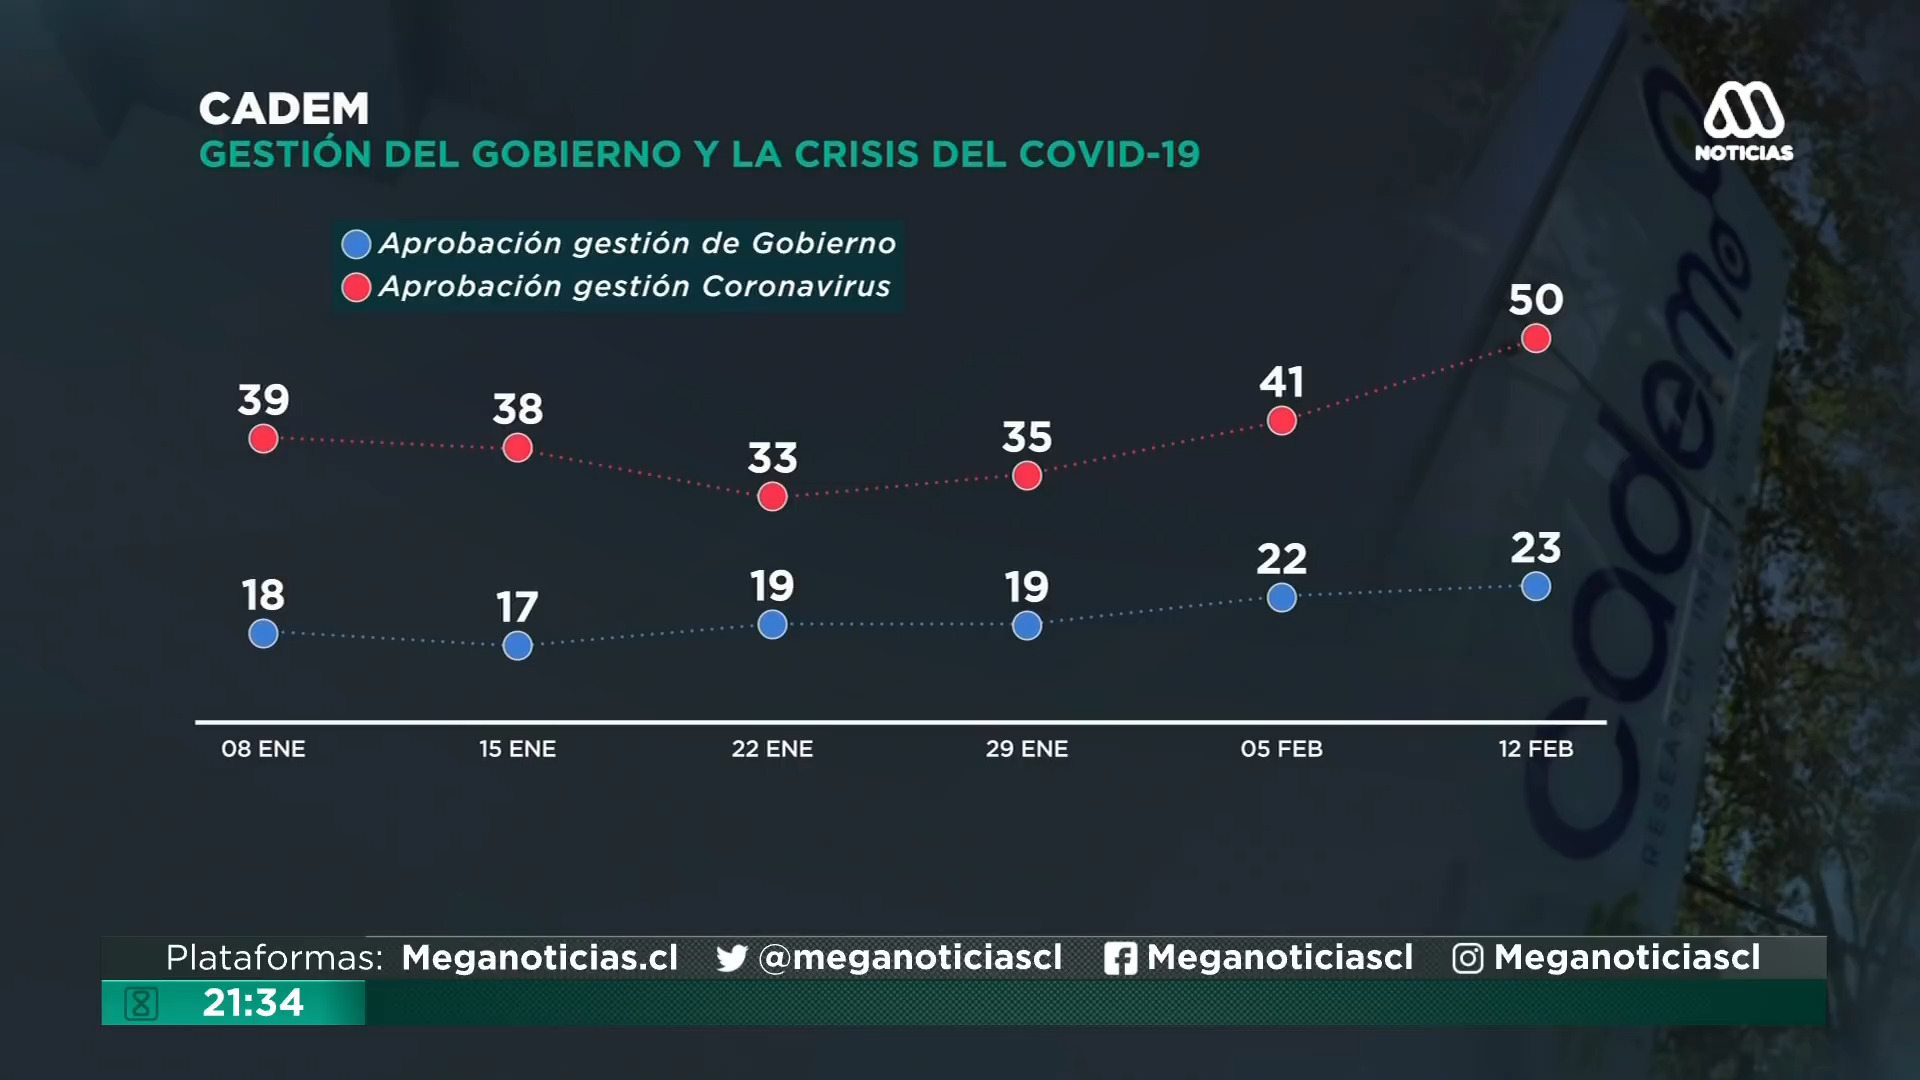 CADEM
GESTIÓN DEL GOBIERNO Y LA CRISIS DEL COVID-19
NOTICIAS
Aprobación gestión de Gobierno
Aprobación gestión Coronavirus
39
38
33
35
41
50
18
17
19
19
22
23
08 ENE
15 ENE
22 ENE
29 ENE
05 FEB
12 FEB
cadem
RESEARCH
Plataformas: Meganoticias.cl @meganoticiascl Meganoticiascl Meganoticiascl
21:34